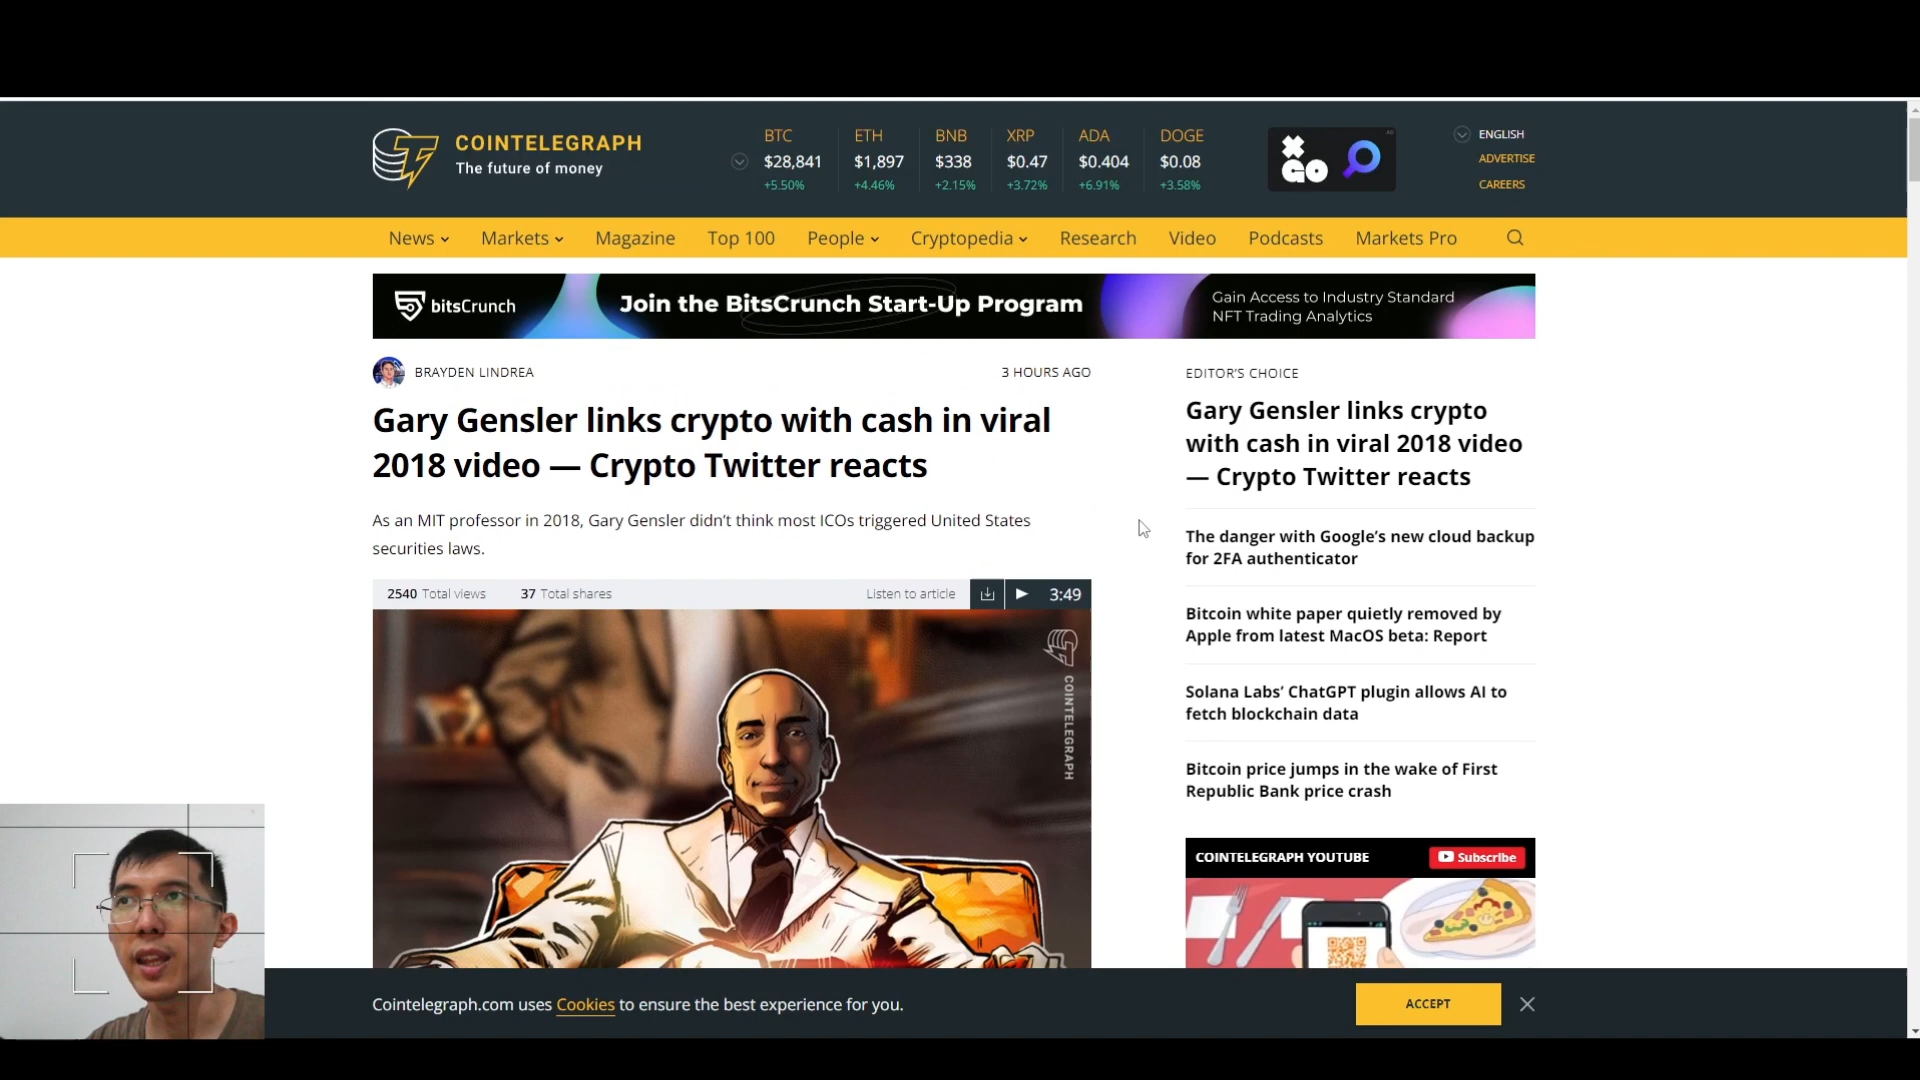 COINTELEGRAPH
The future of money
BTC
$28,841
+5.50%
ETH
$1,897
+4.46%
BNB
$338
+2.15%
XRP
$0.47
+3.72%
ADA
$0.404
+6.91%
DOGE
$0.08
+3.58%
XGO
AD
ENGLISH
ADVERTISE
CAREERS
News
Markets
Magazine
Top 100
People
Cryptopedia
Research
Video
Podcasts
Markets Pro
bitsCrunch
Join the BitsCrunch Start-Up Program
Gain Access to Industry Standard
NFT Trading Analytics
BRAYDEN LINDREA
3 HOURS AGO
Gary Gensler links crypto with cash in viral
2018 video — Crypto Twitter reacts
As an MIT professor in 2018, Gary Gensler didn’t think most ICOs triggered United States
securities laws.
2540 Total views
37 Total shares
Listen to article
3:49
COINTELEGRAPH
EDITOR’S CHOICE
Gary Gensler links crypto
with cash in viral 2018 video
— Crypto Twitter reacts
The danger with Google’s new cloud backup
for 2FA authenticator
Bitcoin white paper quietly removed by
Apple from latest MacOS beta: Report
Solana Labs’ ChatGPT plugin allows AI to
fetch blockchain data
Bitcoin price jumps in the wake of First
Republic Bank price crash
COINTELEGRAPH YOUTUBE
Subscribe
Cointelegraph.com uses Cookies to ensure the best experience for you.
ACCEPT